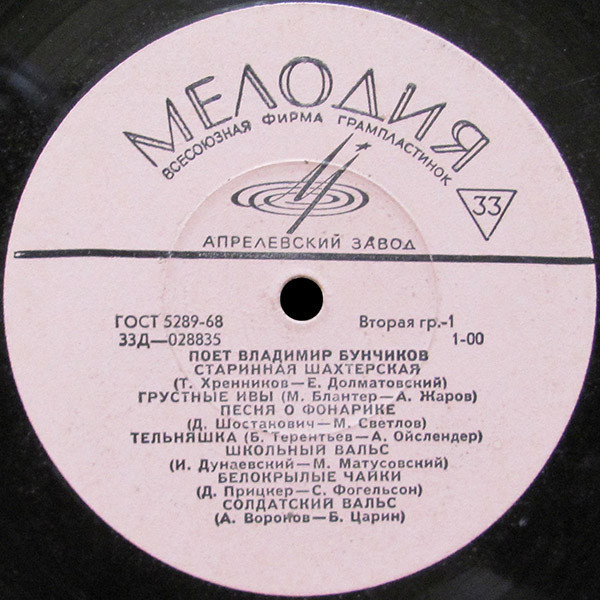 МЕЛОДИЯ
ВСЕСОЮЗНАЯ ФИРМА ГРАМПЛАСТИНОК
33
АПРЕЛЕВСКИЙ ЗАВОД
ГОСТ 5289-68 Вторая гр.-1
33Д—028835 1-00
ПОЕТ ВЛАДИМИР БУНЧИКОВ
СТАРИННАЯ ШАХТЕРСКАЯ
(Т. Хренников—Е. Долматовский)
ГРУСТНЫЕ ИВЫ (М. Блантер—А. Жаров)
ПЕСНЯ О ФОНАРИКЕ
(Д. Шостакович—М. Светлов)
ТЕЛЬНЯШКА (Б. Терентьев—А. Ойслендер)
ШКОЛЬНЫЙ ВАЛЬС
(И. Дунаевский—М. Матусовский)
БЕЛОКРЫЛЫЕ ЧАЙКИ
(Д. Прициер—С. Фогельсон)
СОЛДАТСКИЙ ВАЛЬС
(А. Воронов—Б. Царин)